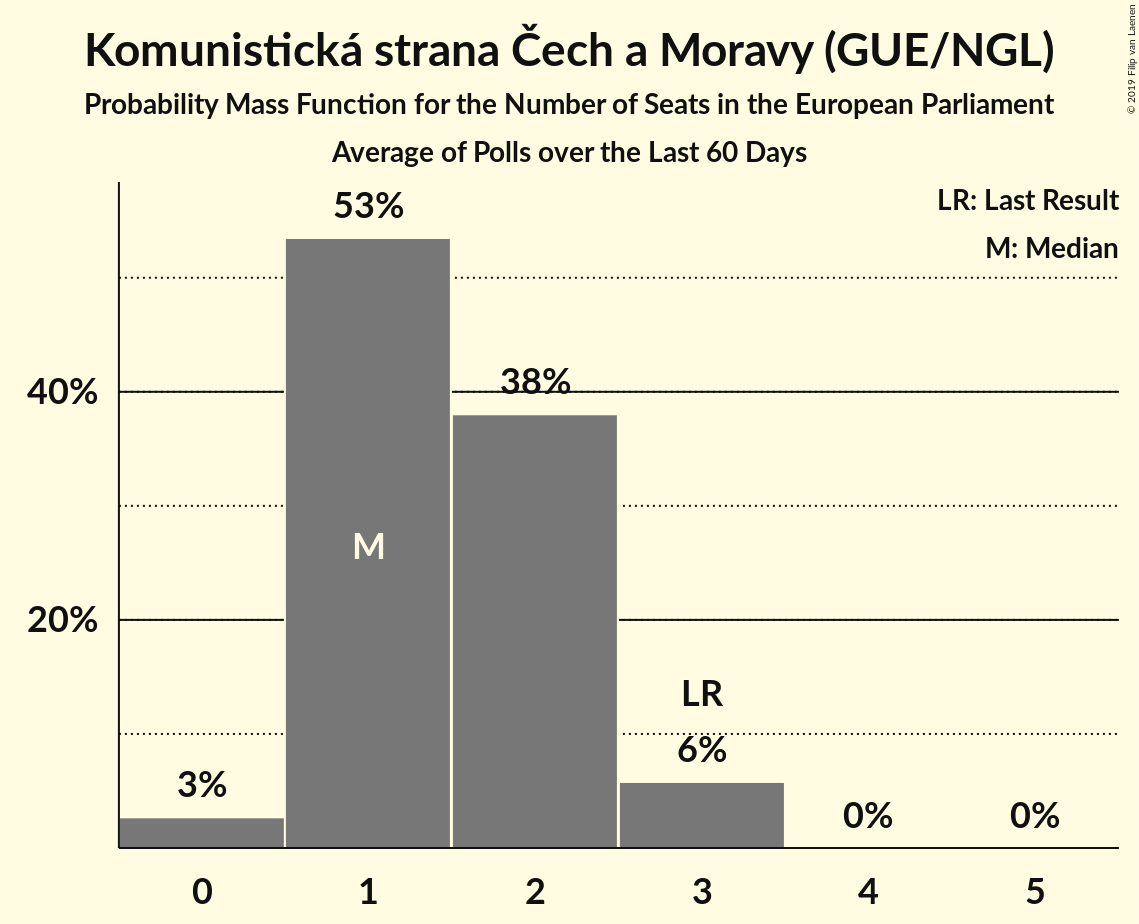 Komunistická strana Čech a Moravy (GUE/NGL)
Probability Mass Function for the Number of Seats in the European Parliament
Average of Polls over the Last 60 Days
© 2019 Filip van Laenen
LR: Last Result
M: Median
53%
40%
38%
M
20%
LR
6%
3%
0%
0%
0 1 2 3 4 5